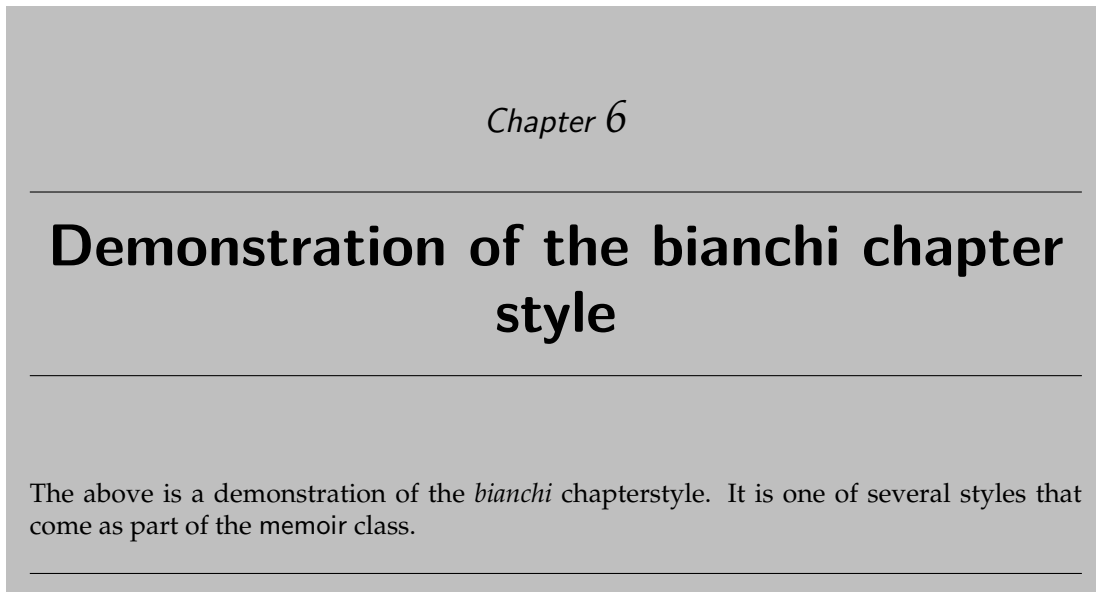 Chapter 6
Demonstration of the bianchi chapter
style
The above is a demonstration of the bianchi chapterstyle. It is one of several styles that
come as part of the memoir class.